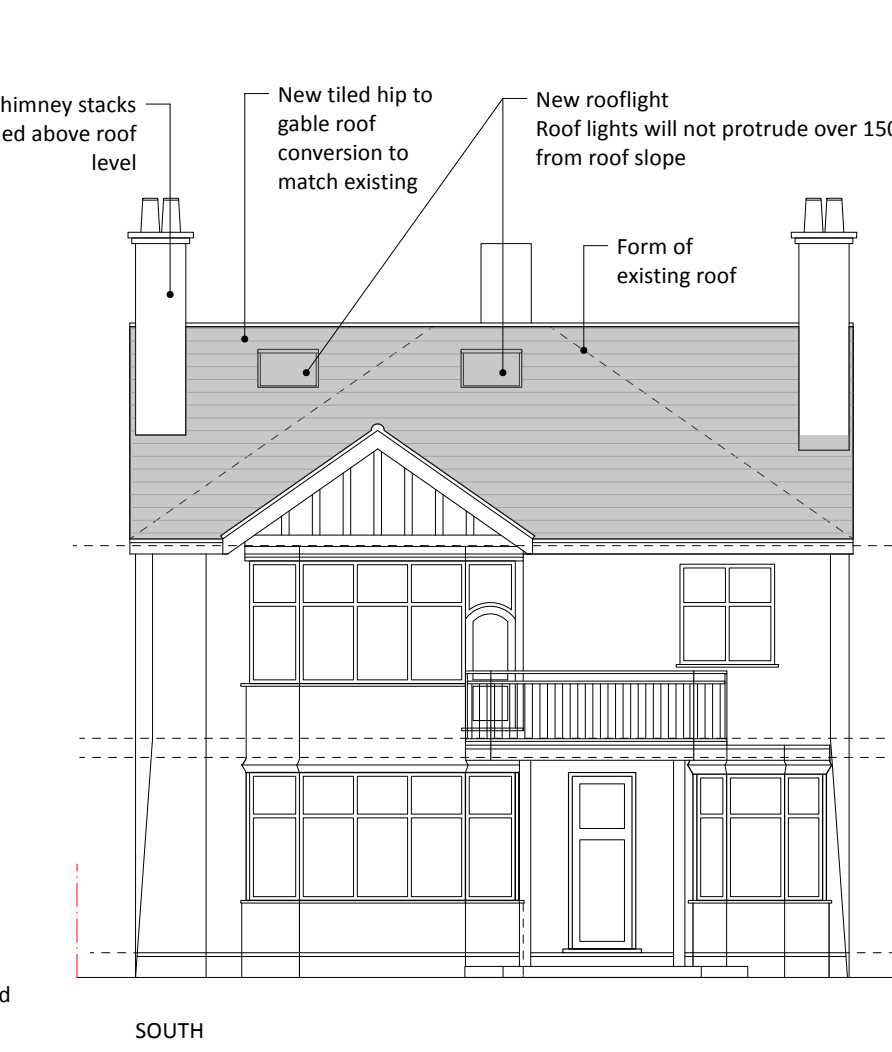 himney stacks
ed above roof
level
New tiled hip to
gable roof
conversion to
match existing
New rooflight
Roof lights will not protrude over 150
from roof slope
Form of
existing roof
d
SOUTH